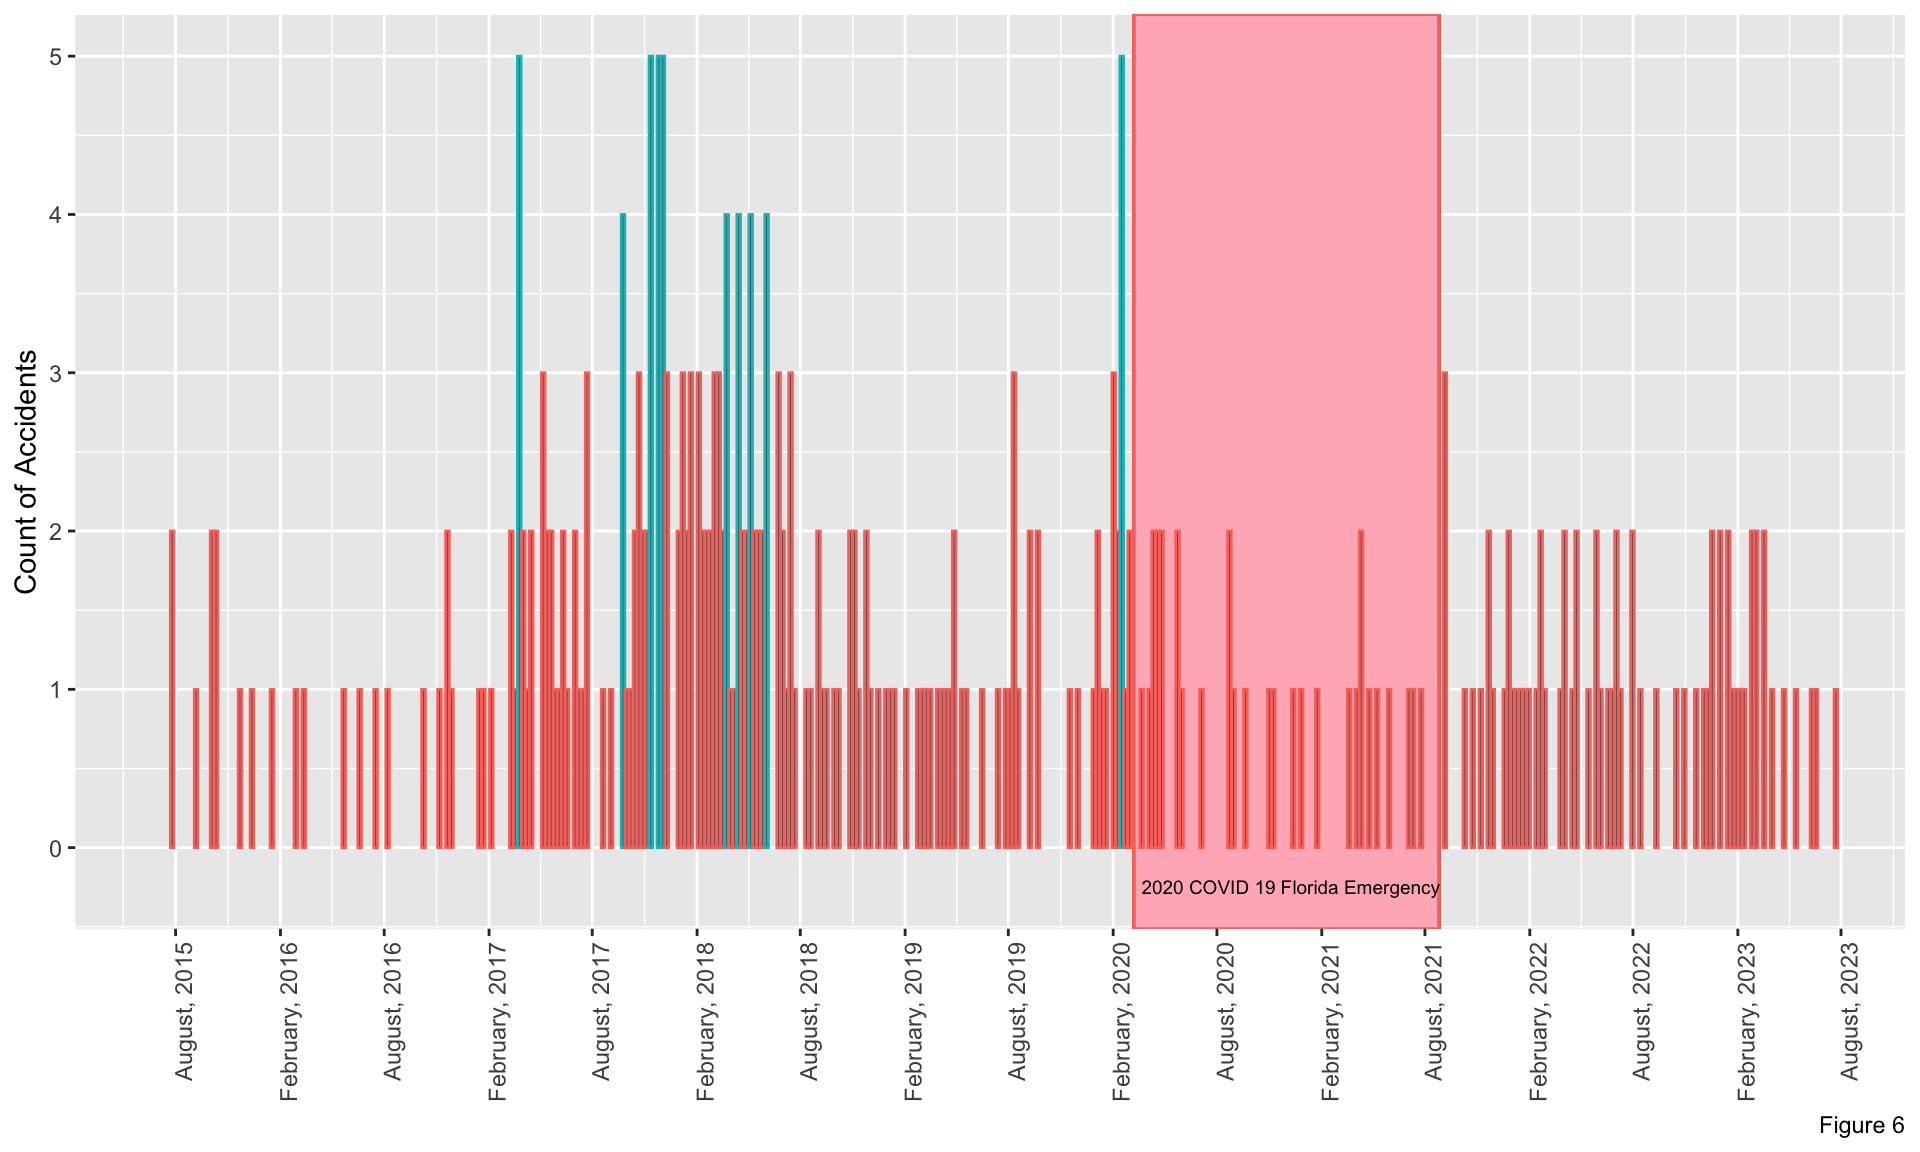 Count of Accidents
5
4
3
2
1
0
2020 COVID 19 Florida Emergency
August, 2015
February, 2016
August, 2016
February, 2017
August, 2017
February, 2018
August, 2018
February, 2019
August, 2019
February, 2020
August, 2020
February, 2021
August, 2021
February, 2022
August, 2022
February, 2023
August, 2023
Figure 6